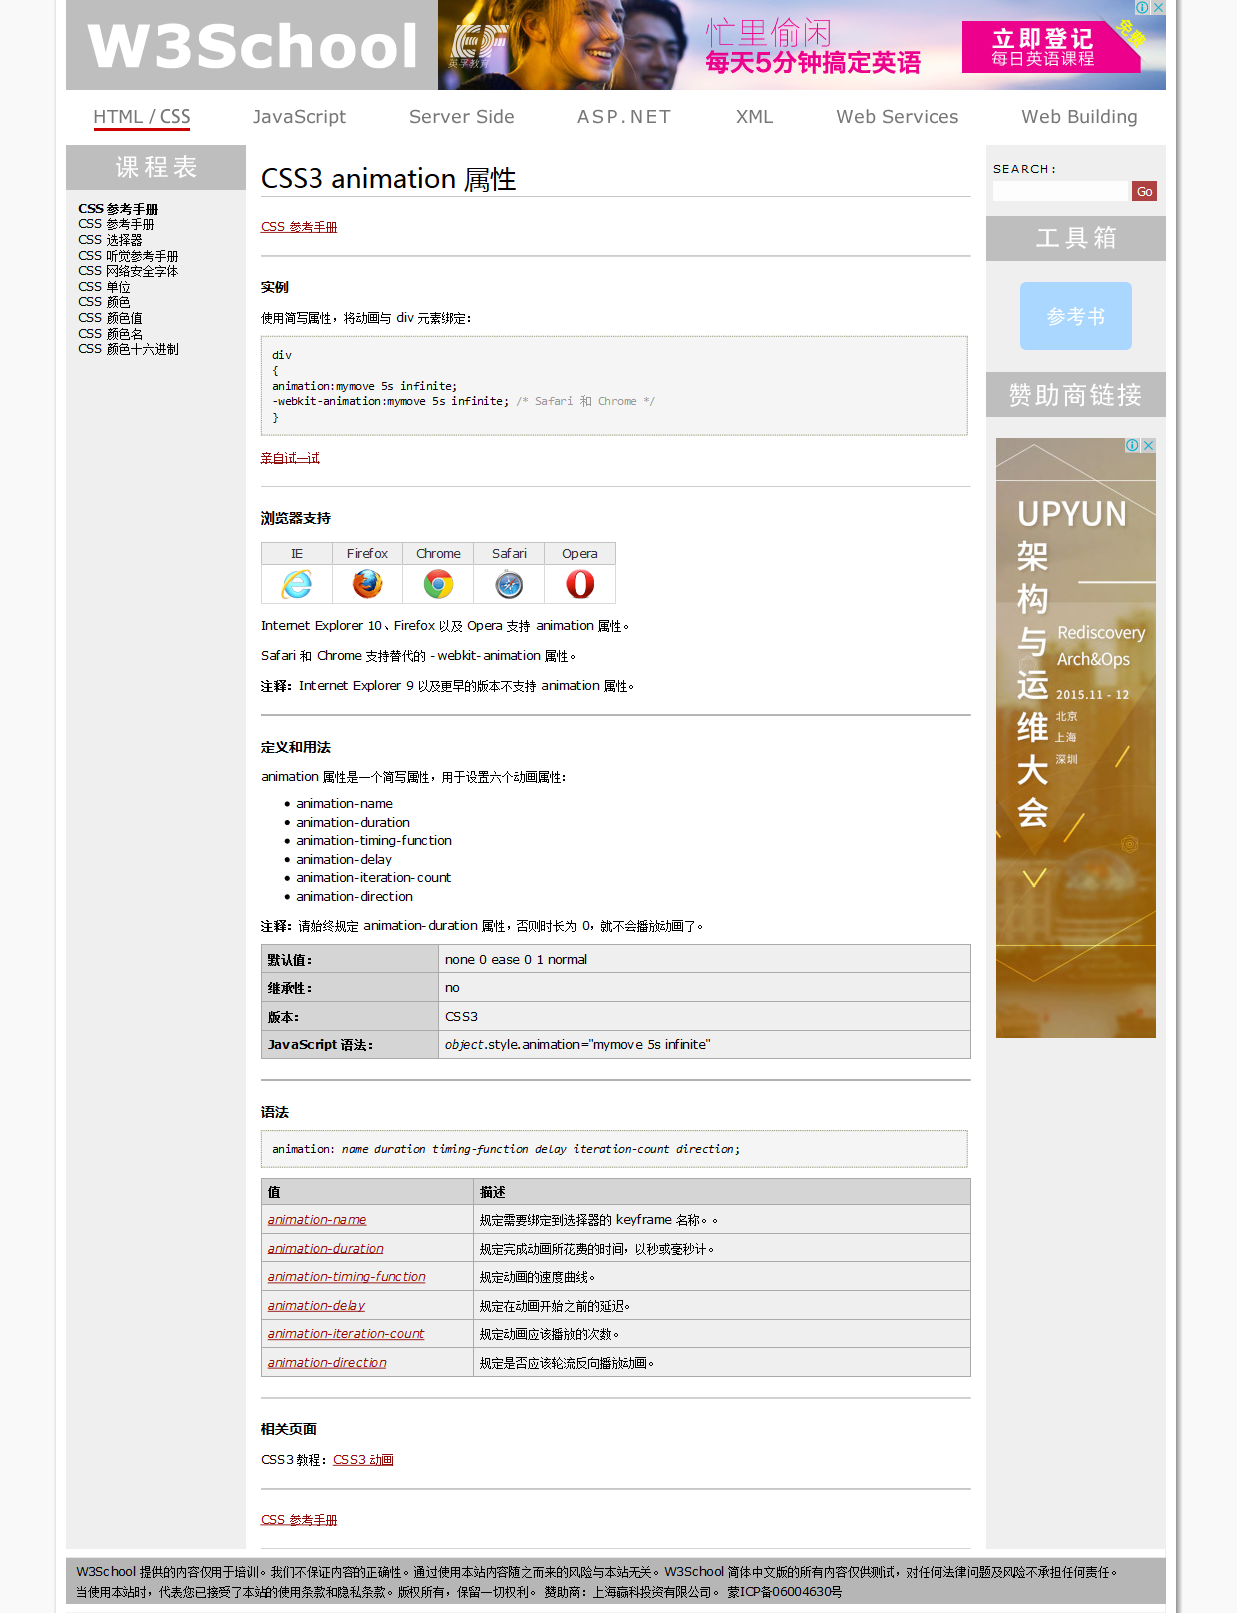 W3School
英孚教育
忙里偷闲
每天5分钟搞定英语
立即登记
每日英语课程
免费
HTML / CSS
JavaScript
Server Side
ASP.NET
XML
Web Services
Web Building
课程表
CSS 参考手册
CSS 参考手册
CSS 选择器
CSS 听觉参考手册
CSS 网络安全字体
CSS 单位
CSS 颜色
CSS 颜色值
CSS 颜色名
CSS 颜色十六进制
CSS3 animation 属性
CSS 参考手册
实例
使用简写属性，将动画与 div 元素绑定：
div
{
animation:mymove 5s infinite;
-webkit-animation:mymove 5s infinite; /* Safari 和 Chrome */
}
亲自试一试
浏览器支持
IE Firefox Chrome Safari Opera
Internet Explorer 10、Firefox 以及 Opera 支持 animation 属性。
Safari 和 Chrome 支持替代的 -webkit-animation 属性。
注释：Internet Explorer 9 以及更早的版本不支持 animation 属性。
定义和用法
animation 属性是一个简写属性，用于设置六个动画属性：
• animation-name
• animation-duration
• animation-timing-function
• animation-delay
• animation-iteration-count
• animation-direction
注释：请始终规定 animation-duration 属性，否则时长为 0，就不会播放动画了。
默认值： none 0 ease 0 1 normal
继承性： no
版本： CSS3
JavaScript 语法： object.style.animation="mymove 5s infinite"
语法
animation: name duration timing-function delay iteration-count direction;
值 描述
animation-name 规定需要绑定到选择器的 keyframe 名称。。
animation-duration 规定完成动画所花费的时间，以秒或毫秒计。
animation-timing-function 规定动画的速度曲线。
animation-delay 规定在动画开始之前的延迟。
animation-iteration-count 规定动画应该播放的次数。
animation-direction 规定是否应该轮流反向播放动画。
相关页面
CSS3 教程：CSS3 动画
CSS 参考手册
SEARCH:
Go
工具箱
参考书
赞助商链接
UPYUN
架构与运维大会
Rediscovery
Arch&Ops
2015.11 - 12
北京
上海
深圳
W3School 提供的内容仅用于培训。我们不保证内容的正确性。通过使用本站内容随之而来的风险与本站无关。W3School 简体中文版的所有内容仅供测试，对任何法律问题及风险不承担任何责任。
当使用本站时，代表您已接受了本站的使用条款和隐私条款。版权所有，保留一切权利。 赞助商：上海赢科投资有限公司。 蒙ICP备06004630号